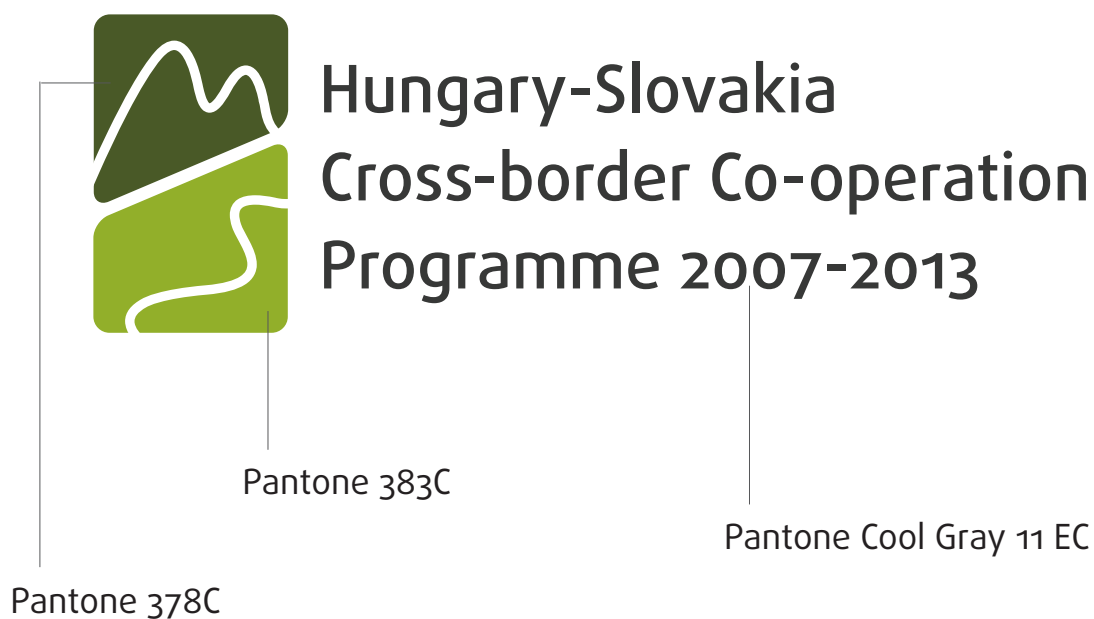 Hungary-Slovakia
Cross-border Co-operation
Programme 2007-2013
Pantone 383C
Pantone Cool Gray 11 EC
Pantone 378C